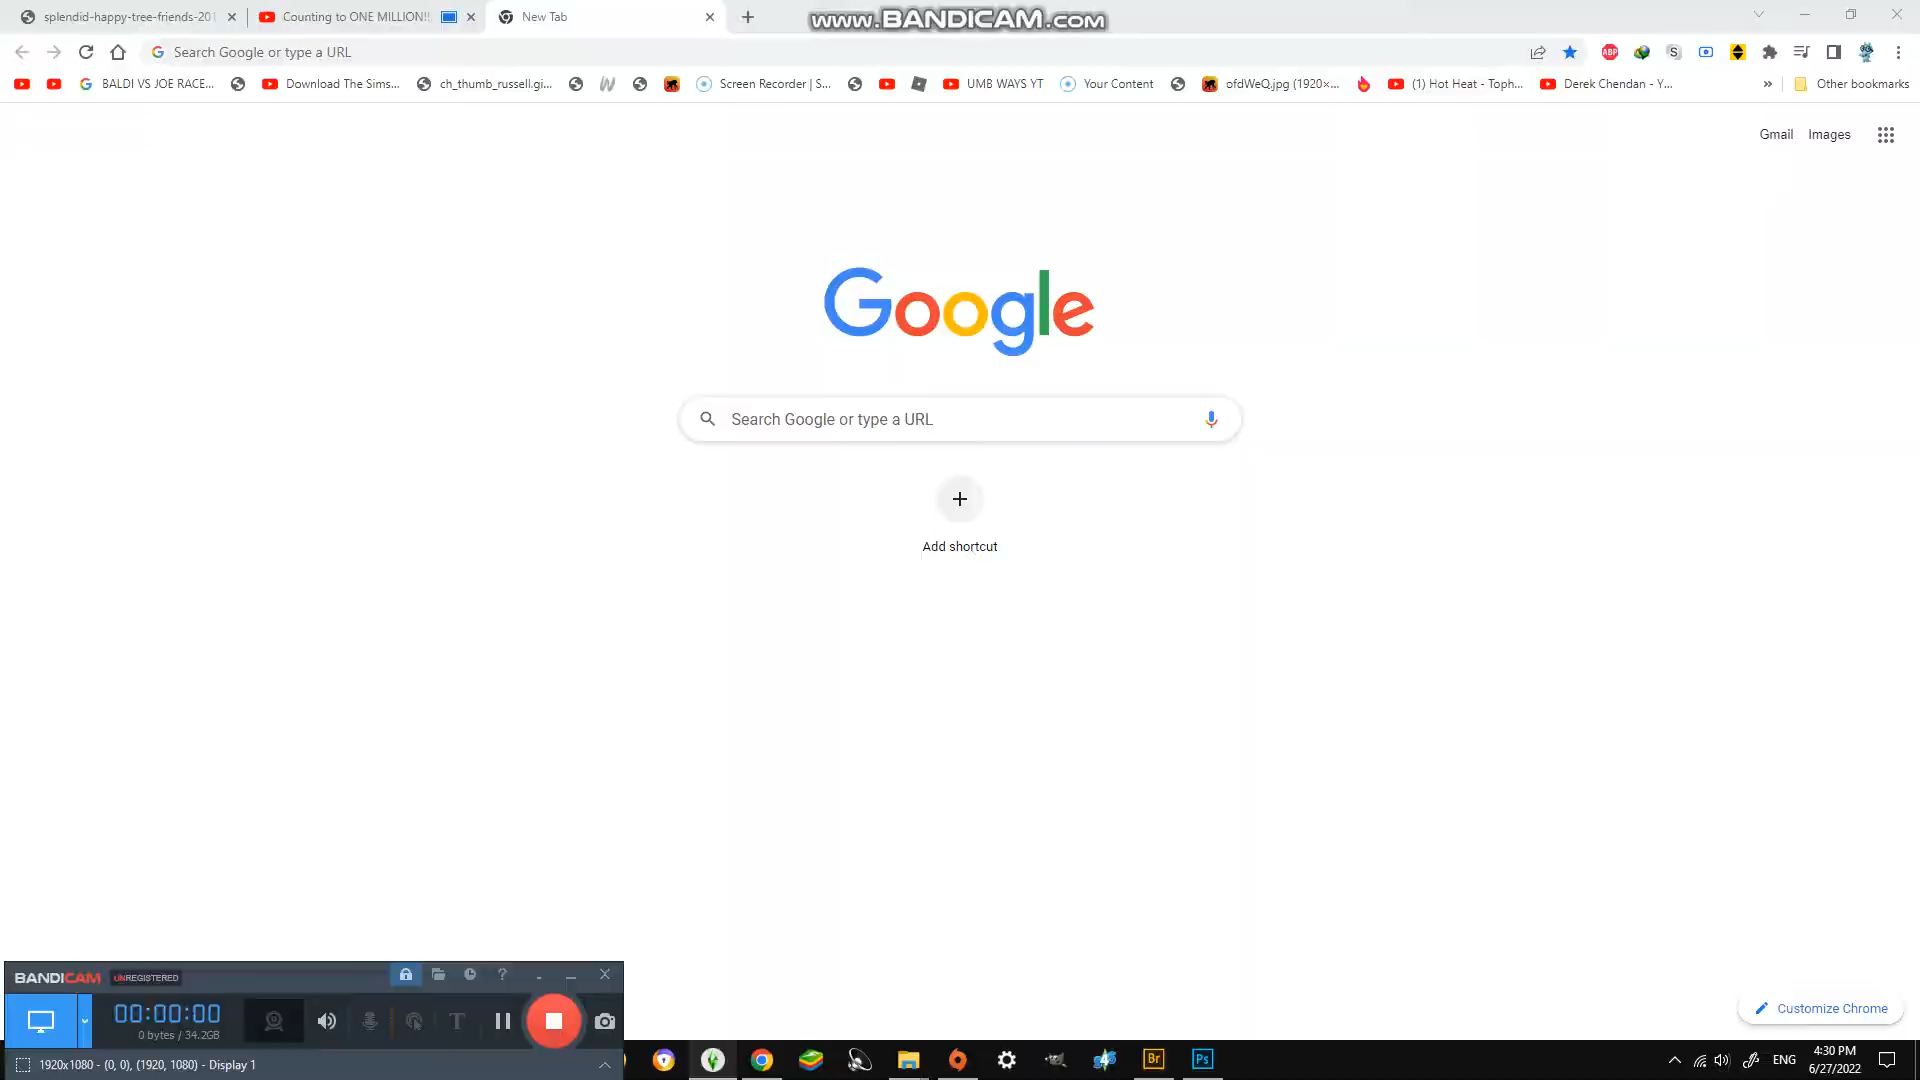 splendid-happy-tree-friends-201
Counting to ONE MILLION!!
New Tab
www.BANDICAM.com
Search Google or type a URL
ABP
S
BALDI VS JOE RACE...
Download The Sims...
ch_thumb_russell.gi...
Screen Recorder | S...
UMB WAYS YT
Your Content
ofdWeQ.jpg (1920×...
(1) Hot Heat - Toph...
Derek Chendan - Y...
»
Other bookmarks
Gmail
Images
Google
Search Google or type a URL
Add shortcut
Customize Chrome
BANDICAM UNREGISTERED
?
00:00:00
T
0 bytes / 34.2GB
1920x1080 - (0, 0), (1920, 1080) - Display 1
Br
Ps
ENG
4:30 PM
6/27/2022